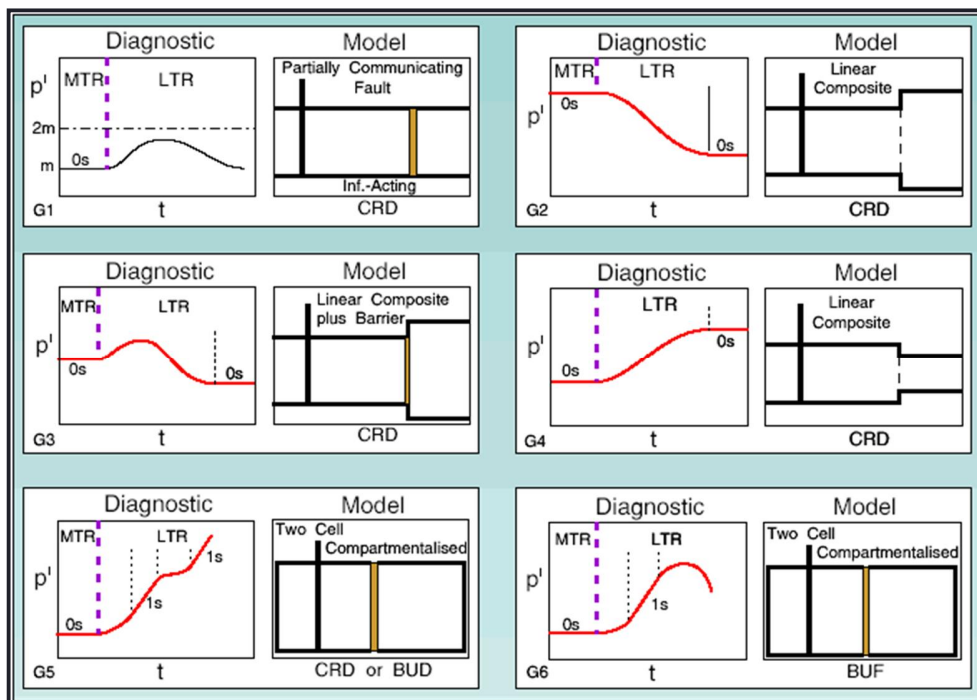 Diagnostic Model
p' MTR LTR
Partially Communicating
Fault
2m
m
0s
Inf.-Acting
G1 t CRD
Diagnostic Model
MTR LTR
Linear
Composite
0s
p'
0s
G2 t CRD
Diagnostic Model
MTR LTR
Linear Composite
plus Barrier
p'
0s 0s
G3 t CRD
Diagnostic Model
MTR LTR
Linear
Composite
p'
0s
0s
G4 t CRD
Diagnostic Model
MTR LTR
Two Cell
Compartmentalised
1s
p'
1s
0s
G5 t CRD or BUD
Diagnostic Model
MTR LTR
Two Cell
Compartmentalised
p'
1s
0s
G6 t BUF